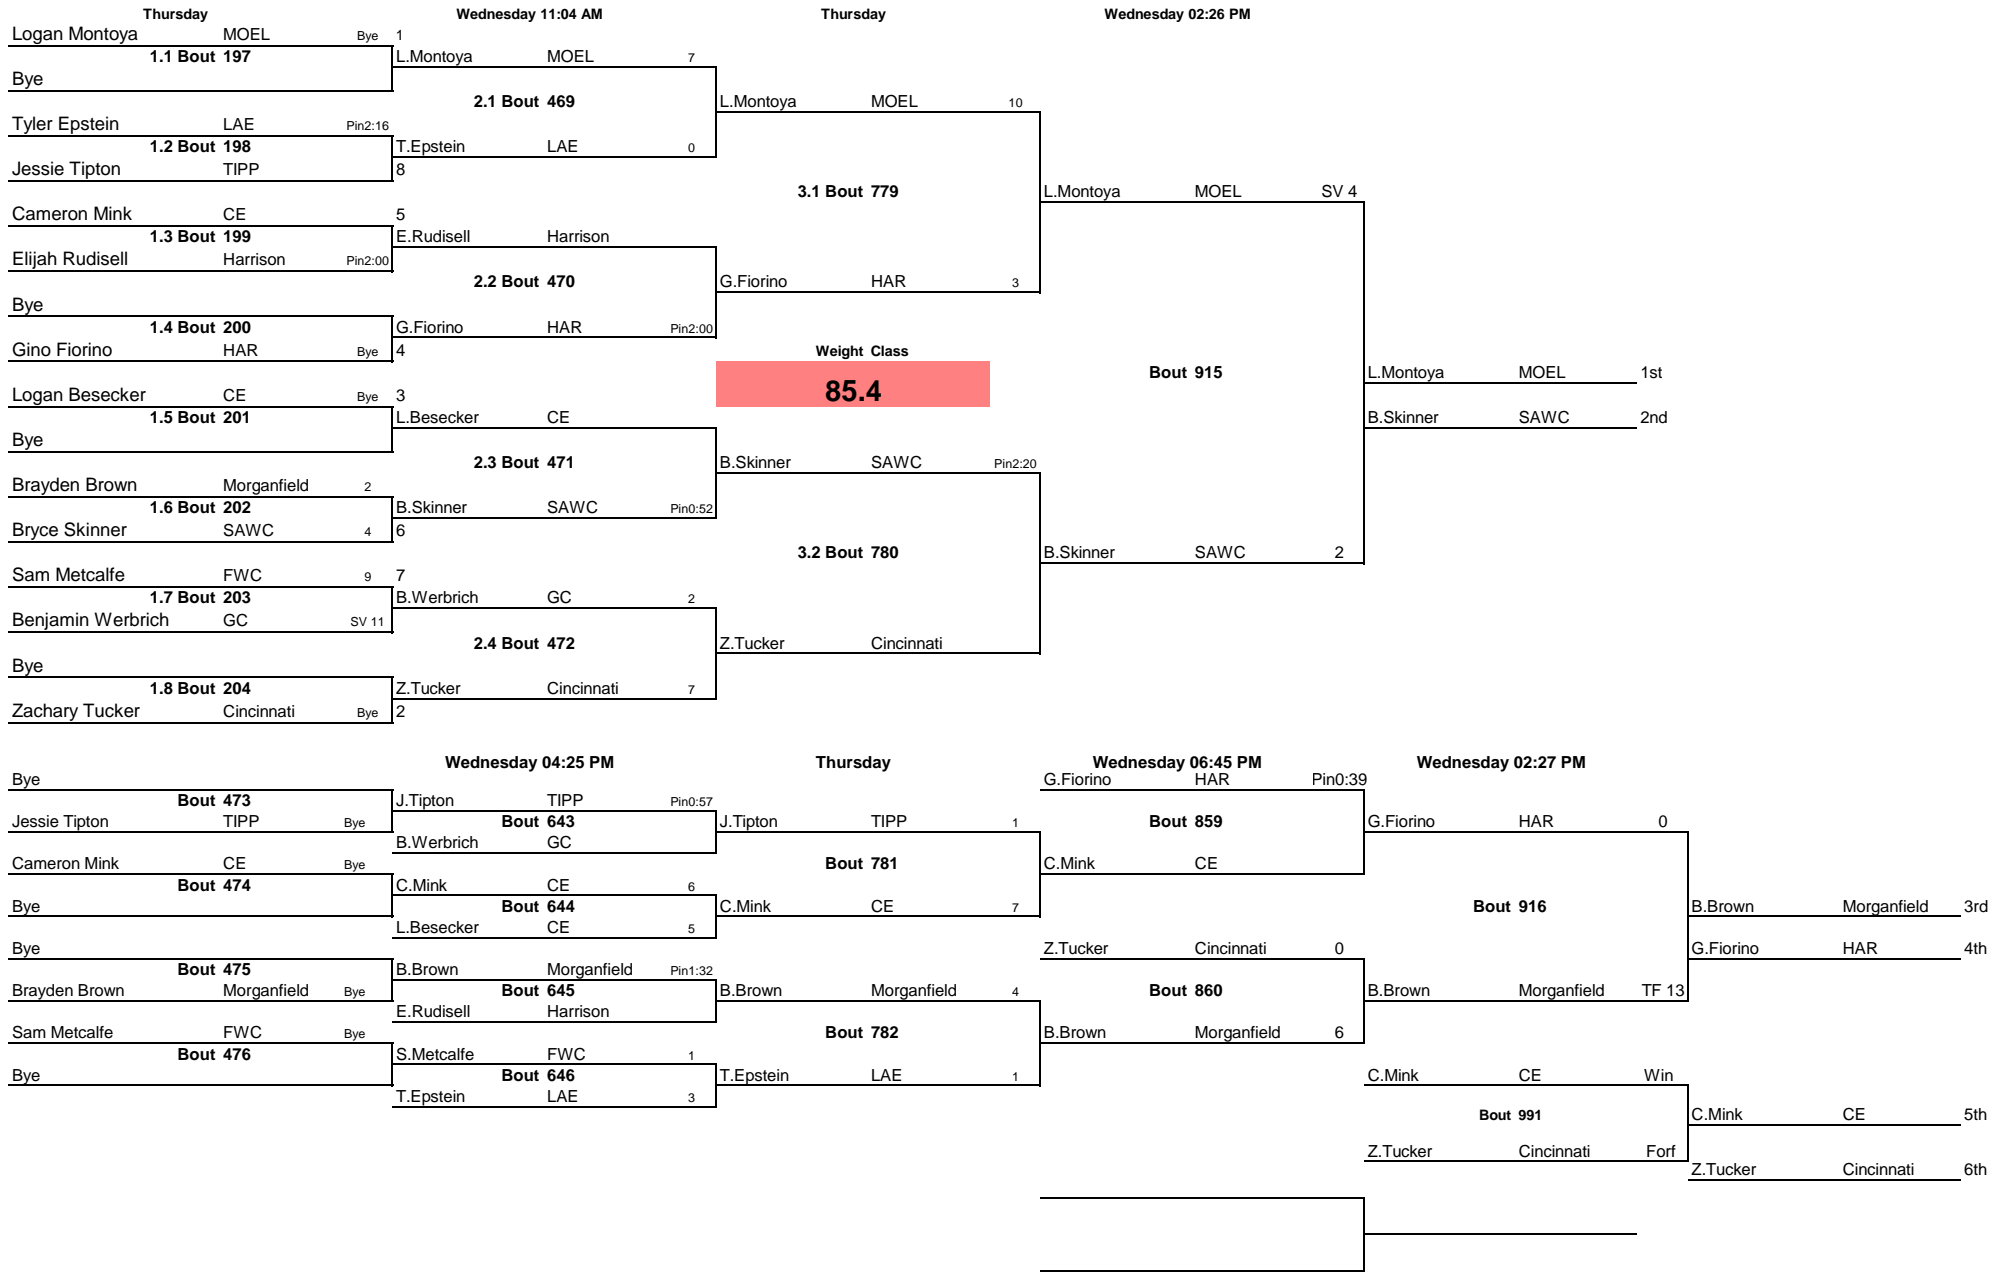 Thursday Wednesday 11:04 AM Thursday Wednesday 02:26 PM
Logan Montoya MOEL Bye 1
1.1 Bout 197 L.Montoya MOEL 7
Bye
2.1 Bout 469 L.Montoya MOEL 10
Tyler Epstein LAE Pin2:16
1.2 Bout 198 T.Epstein LAE 0
Jessie Tipton TIPP 8
3.1 Bout 779 L.Montoya MOEL SV 4
Cameron Mink CE 5
1.3 Bout 199 E.Rudisell Harrison
Elijah Rudisell Harrison Pin2:00
2.2 Bout 470 G.Fiorino HAR 3
Bye
1.4 Bout 200 G.Fiorino HAR Pin2:00
Gino Fiorino HAR Bye 4 Weight Class
Bout 915 L.Montoya MOEL 1st
85.4
Logan Besecker CE Bye 3
1.5 Bout 201 L.Besecker CE B.Skinner SAWC 2nd
Bye
2.3 Bout 471 B.Skinner SAWC Pin2:20
Brayden Brown Morganfield 2
1.6 Bout 202 B.Skinner SAWC Pin0:52
Bryce Skinner SAWC 4 6
3.2 Bout 780 B.Skinner SAWC 2
Sam Metcalfe FWC 9 7
1.7 Bout 203 B.Werbrich GC 2
Benjamin Werbrich GC SV 11
2.4 Bout 472 Z.Tucker Cincinnati
Bye
1.8 Bout 204 Z.Tucker Cincinnati 7
Zachary Tucker Cincinnati Bye 2
Wednesday 04:25 PM Thursday Wednesday 06:45 PM Wednesday 02:27 PM
Bye G.Fiorino HAR Pin0:39
Bout 473 J.Tipton TIPP Pin0:57
Jessie Tipton TIPP Bye Bout 643 J.Tipton TIPP 1 Bout 859 G.Fiorino HAR 0
B.Werbrich GC
Cameron Mink CE Bye Bout 781 C.Mink CE
Bout 474 C.Mink CE 6
Bye Bout 644 C.Mink CE 7 Bout 916 B.Brown Morganfield 3rd
L.Besecker CE 5
Bye Z.Tucker Cincinnati 0 G.Fiorino HAR 4th
Bout 475 B.Brown Morganfield Pin1:32
Brayden Brown Morganfield Bye Bout 645 B.Brown Morganfield 4 Bout 860 B.Brown Morganfield TF 13
E.Rudisell Harrison
Sam Metcalfe FWC Bye Bout 782 B.Brown Morganfield 6
Bout 476 S.Metcalfe FWC 1
Bye Bout 646 T.Epstein LAE 1 C.Mink CE Win
T.Epstein LAE 3
Bout 991 C.Mink CE 5th
Z.Tucker Cincinnati Forf
Z.Tucker Cincinnati 6th